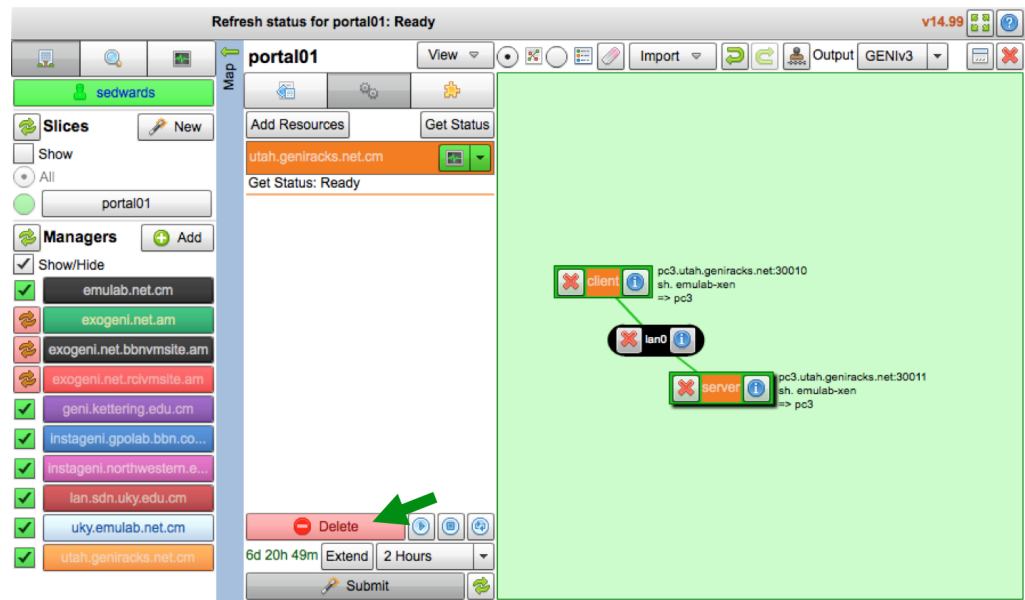 Refresh status for portal01: Ready
v14.99
sedwards
Slices
New
Show
All
portal01
Managers
Add
Show/Hide
emulab.net.cm
exogeni.net.am
exogeni.net.bbnvmsite.am
exogeni.net.rcivmsite.am
geni.kettering.edu.cm
instageni.gpolab.bbn.co...
instageni.northwestern.e...
lan.sdn.uky.edu.cm
uky.emulab.net.cm
utah.geniracks.net.cm
Map
portal01
View
Add Resources
Get Status
utah.geniracks.net.cm
Get Status: Ready
Delete
6d 20h 49m
Extend
2 Hours
Submit
Import
Output
GENIv3
client
pc3.utah.geniracks.net:30010
sh. emulab-xen
=> pc3
lan0
server
pc3.utah.geniracks.net:30011
sh. emulab-xen
=> pc3